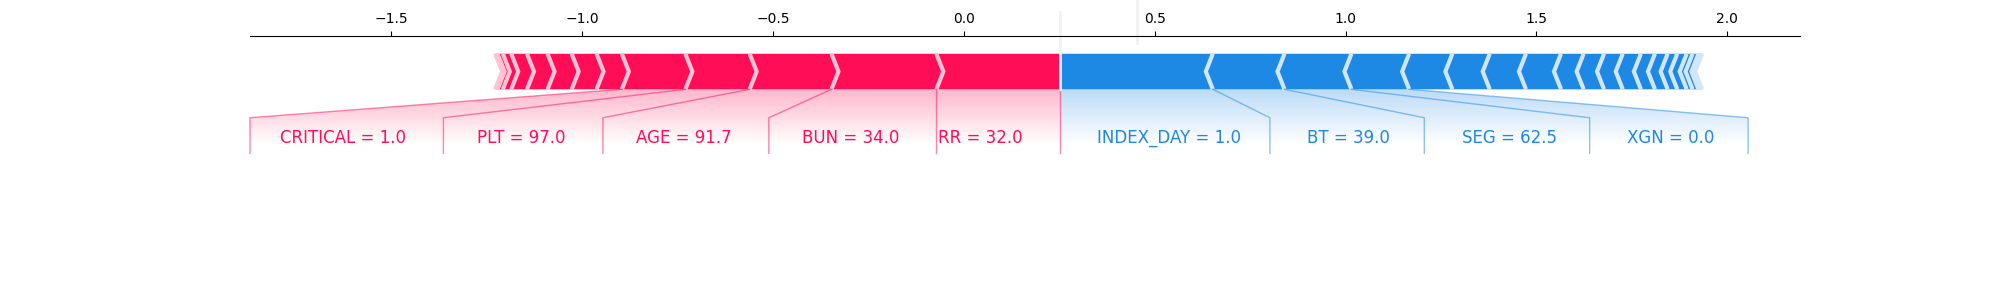 −1.5 −1.0 −0.5 0.0 0.5 1.0 1.5 2.0
CRITICAL = 1.0 PLT = 97.0 AGE = 91.7 BUN = 34.0 RR = 32.0 INDEX_DAY = 1.0 BT = 39.0 SEG = 62.5 XGN = 0.0